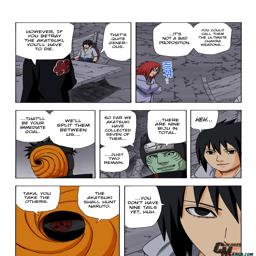 HOWEVER, IF
YOU BETRAY
AKATSUKI,
YOU'LL HAVE
TO DIE.
THAT'S
QUITE
GENER-
OUS.
IT'S
NOT A BAD
PROPOSITION.
YOU COULD
CALL THEM
THE ULTIMATE
CHAKRA
WEAPONS...
...THAT'LL
BE YOUR
IMMEDIATE
GOAL.
WE'LL
SPLIT THEM
BETWEEN
US...
SO FAR WE
AKATSUKI
HAVE
COLLECTED
SEVEN OF
THEM...
JUST
TWO
REMAIN.
...THERE
ARE NINE
BIJU IN
TOTAL.
HEH...
TAKA, YOU
TAKE THE
OTHERS.
THE
AKATSUKI
SHALL HUNT
NARUTO.
...YOU
DON'T HAVE
NINE TAILS
YET, HUH.